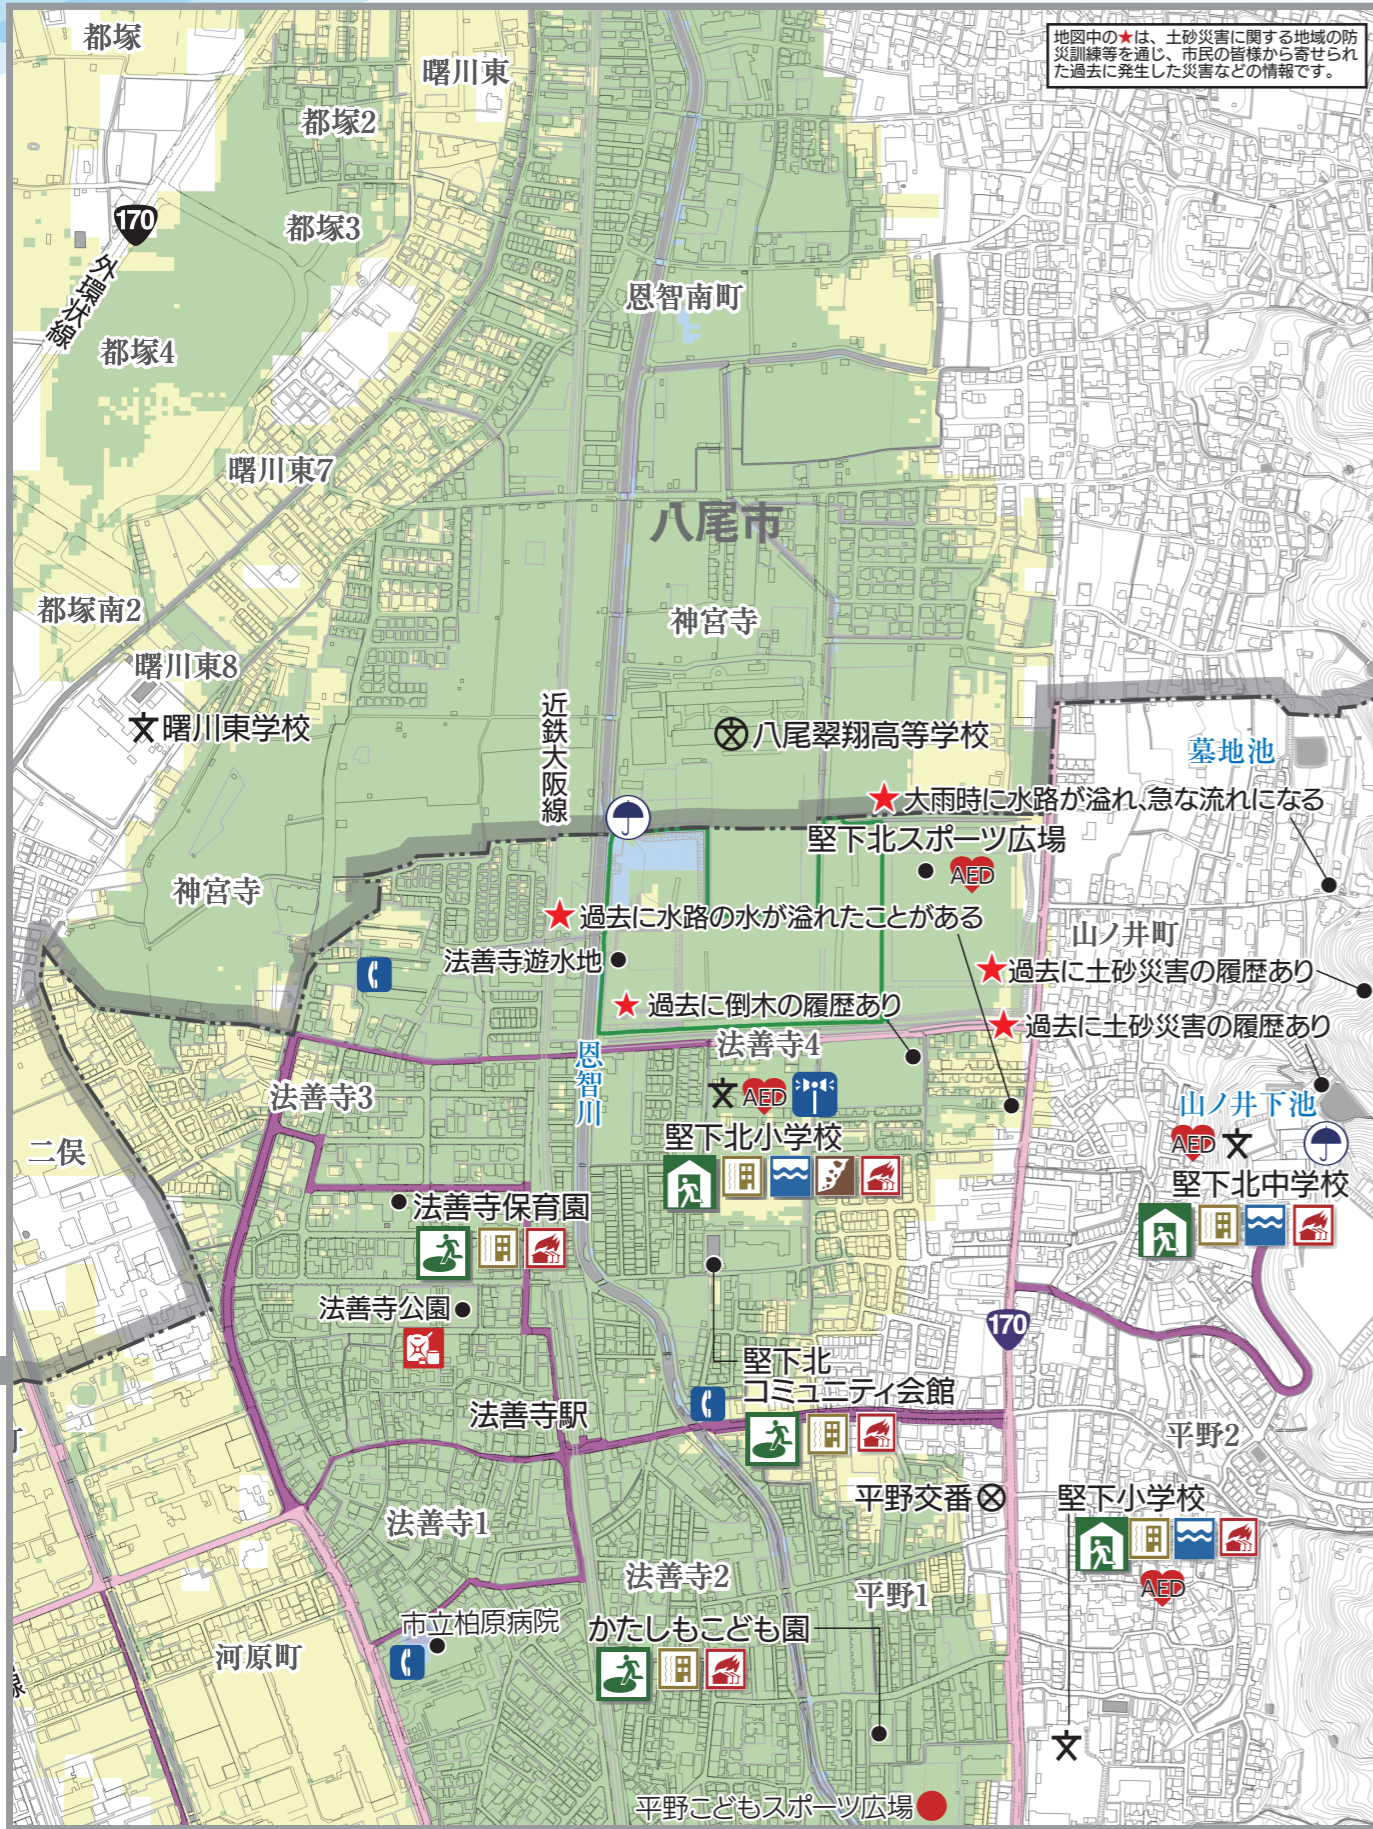 地図中の★は、土砂災害に関する地域の防
災訓練等を通じ、市民の皆様から寄せられ
た過去に発生した災害などの情報です。
都塚
曙川東
都塚2
170
都塚3
外環状線
恩智南町
都塚4
曙川東7
八尾市
都塚南2
神宮寺
曙川東8
近鉄大阪線
文 曙川東学校
八尾翠翔高等学校
墓地池
★大雨時に水路が溢れ、急な流れになる
堅下北スポーツ広場
AED
神宮寺
★過去に水路の水が溢れたことがある
山ノ井町
法善寺遊水地
★過去に土砂災害の履歴あり
★過去に倒木の履歴あり
★過去に土砂災害の履歴あり
法善寺4
恩智川
法善寺3
文 AED
山ノ井下池
堅下北小学校
AED 文
二俣
堅下北中学校
法善寺保育園
法善寺公園
170
堅下北
コミュニティ会館
法善寺駅
平野2
平野交番
堅下小学校
法善寺1
法善寺2
平野1
AED
市立柏原病院
かたしもこども園
河原町
線
文
平野こどもスポーツ広場